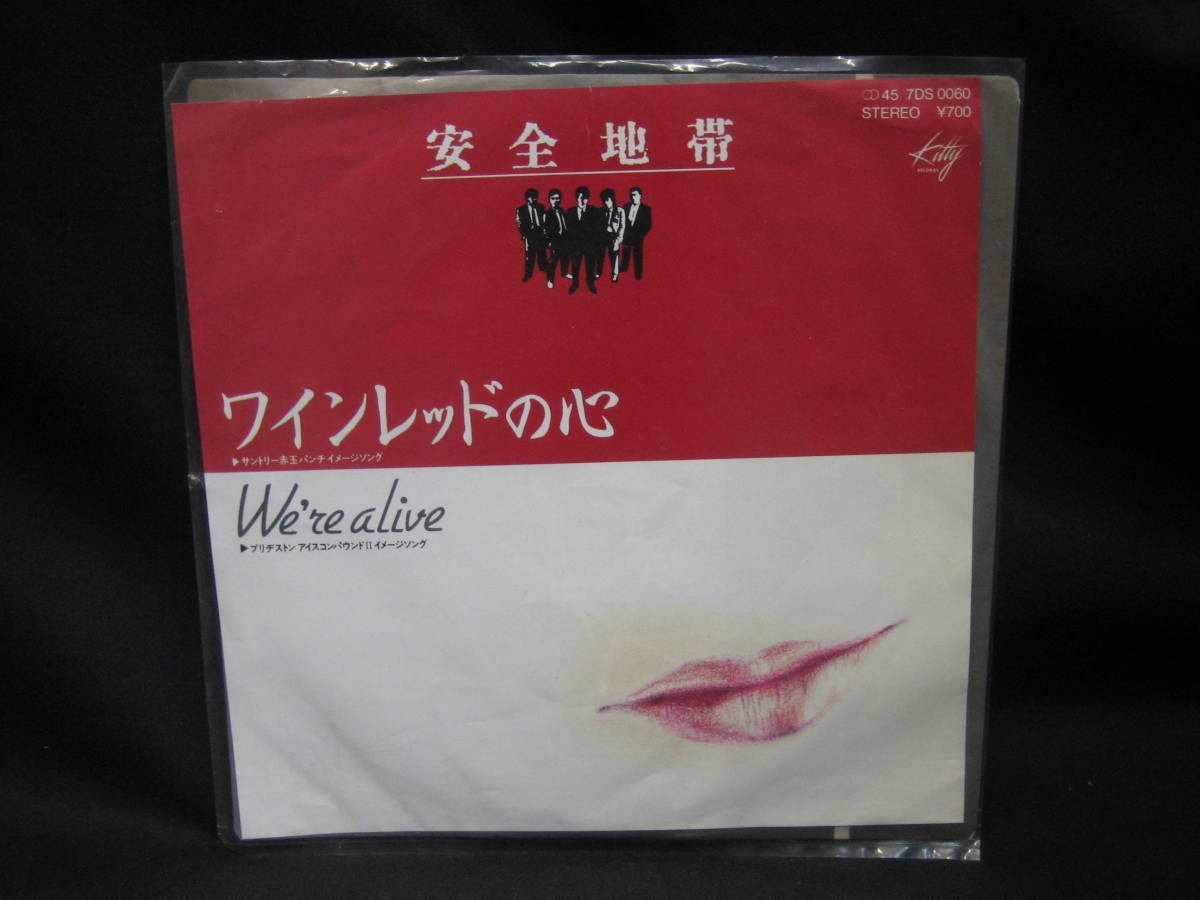 ◯◯ 45 7DS 0060
STEREO ¥700
Kitty
RECORDS
安全地帯
ワインレッドの心
▶サントリー赤玉パンチイメージソング
We're alive
▶ブリヂストン アイスコンパウンドIIイメージソング